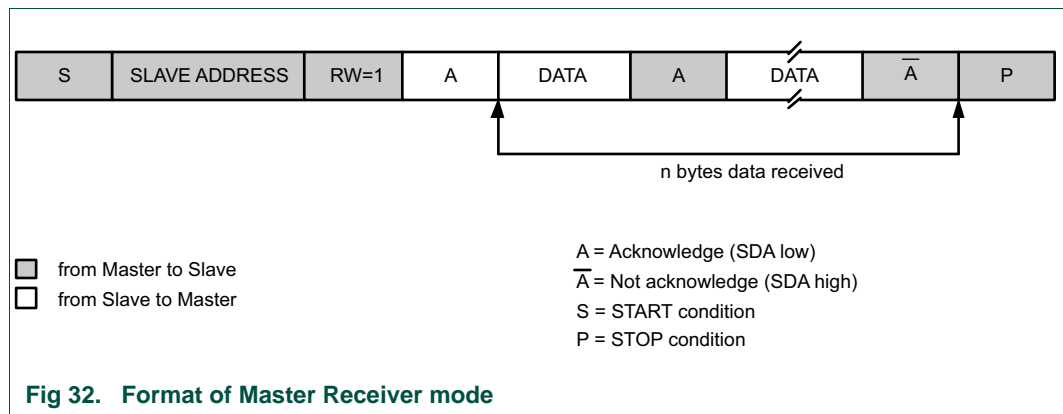 S SLAVE ADDRESS RW=1 A DATA A DATA A̅ P
n bytes data received
from Master to Slave
from Slave to Master
A = Acknowledge (SDA low)
A̅ = Not acknowledge (SDA high)
S = START condition
P = STOP condition
Fig 32. Format of Master Receiver mode